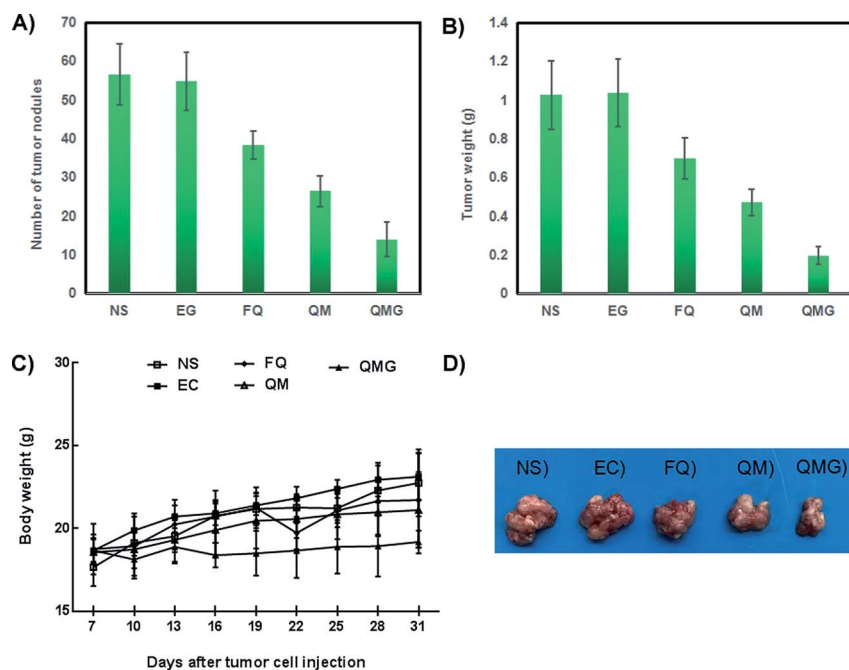 A)
Number of tumor nodules
70
60
50
40
30
20
10
0
NS EG FQ QM QMG
B)
Tumor weight (g)
1.4
1.2
1
0.8
0.6
0.4
0.2
0
NS EG FQ QM QMG
C)
Body weight (g)
30
25
20
15
NS FQ QMG
EC QM
7 10 13 16 19 22 25 28 31
Days after tumor cell injection
D)
NS) EC) FQ) QM) QMG)